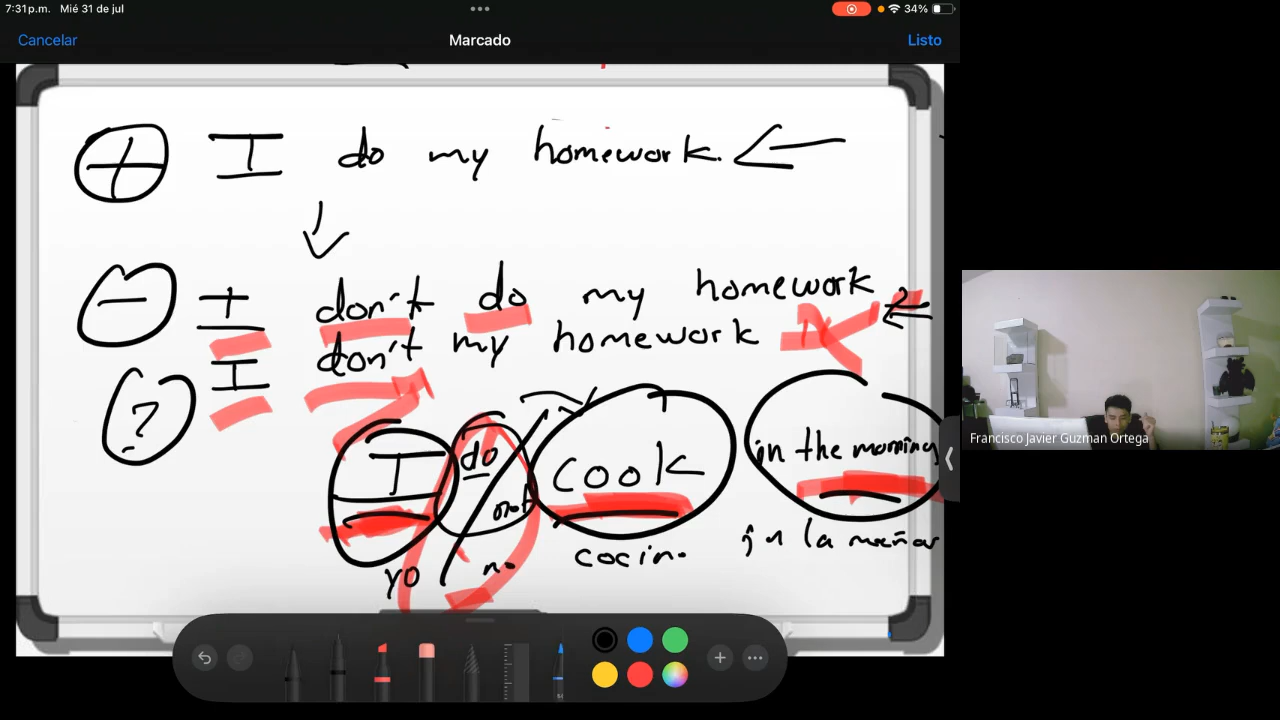 7:31p.m. Mié 31 de jul
34%
Cancelar
Marcado
Listo
+ I do my homework.
− I don't do my homework
I don't my homework
?
I do not cook in the morning
yo no cocino en la mañana
Francisco Javier Guzman Ortega